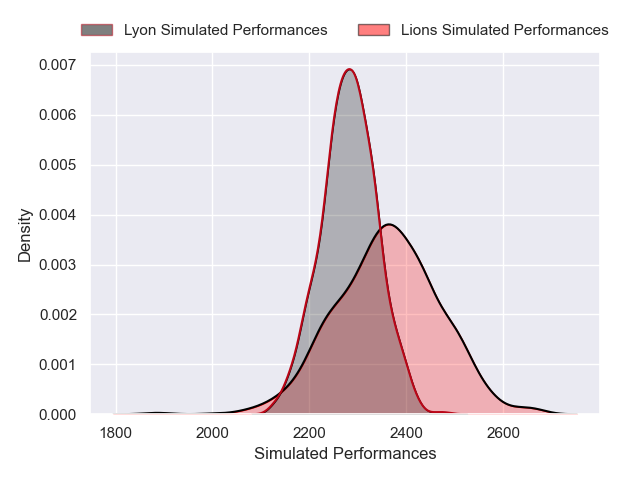 Lyon Simulated Performances Lions Simulated Performances
0.007
0.006
0.005
0.004
0.003
0.002
0.001
0.000
Density
1800 2000 2200 2400 2600
Simulated Performances